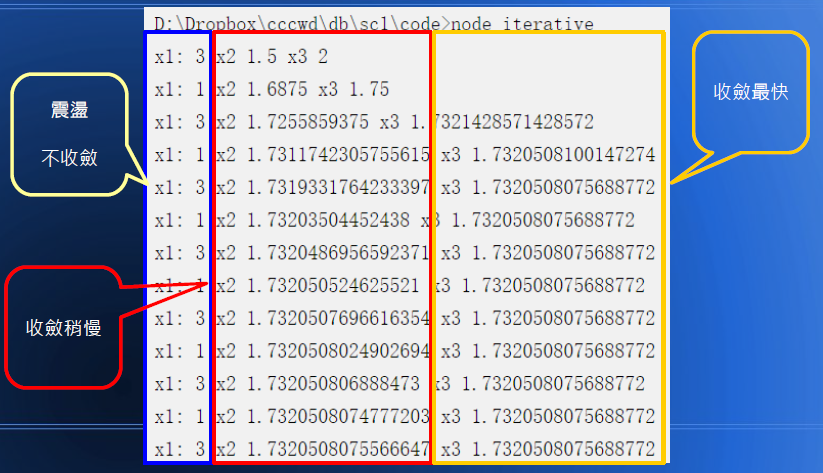 D:\Dropbox\cccwd\db\scl\code>node iterative
x1: 3 x2 1.5 x3 2
x1: 1 x2 1.6875 x3 1.75
x1: 3 x2 1.7255859375 x3 1.7321428571428572
x1: 1 x2 1.7311742305755615 x3 1.7320508100147274
x1: 3 x2 1.7319331764233397 x3 1.7320508075688772
x1: 1 x2 1.73203504452438 x3 1.7320508075688772
x1: 3 x2 1.7320486956592371 x3 1.7320508075688772
x1: 1 x2 1.732050524625521 x3 1.7320508075688772
x1: 3 x2 1.7320507696616354 x3 1.7320508075688772
x1: 1 x2 1.7320508024902694 x3 1.7320508075688772
x1: 3 x2 1.732050806888473 x3 1.7320508075688772
x1: 1 x2 1.7320508074777203 x3 1.7320508075688772
x1: 3 x2 1.7320508075566647 x3 1.7320508075688772
震盪
不收斂
收斂稍慢
收斂最快